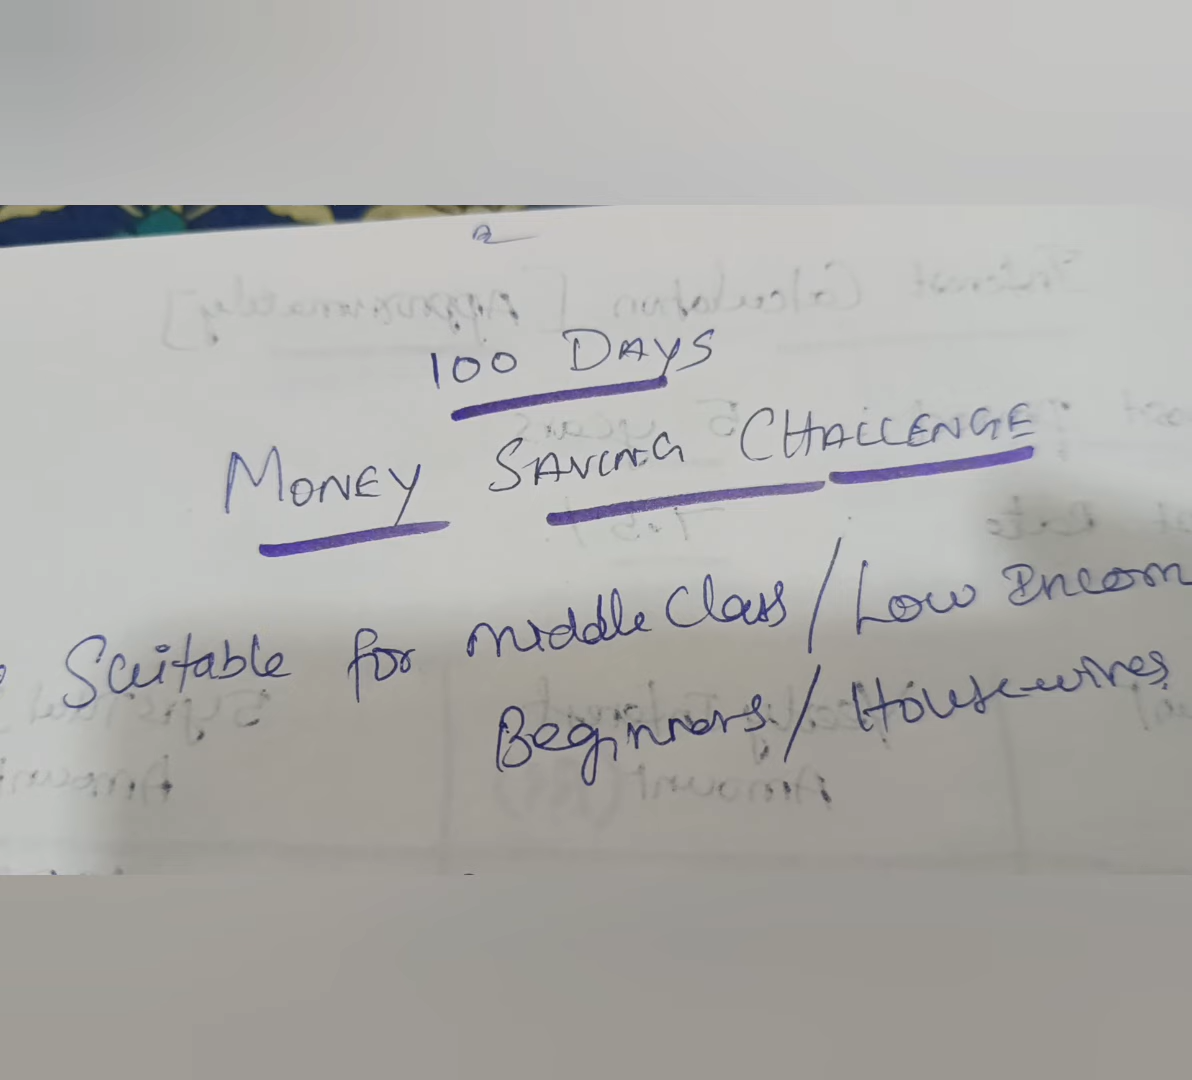 100 DAYS
MONEY SAVING CHALLENGE
Suitable for middle class / Low Incom
Beginners / Housewives